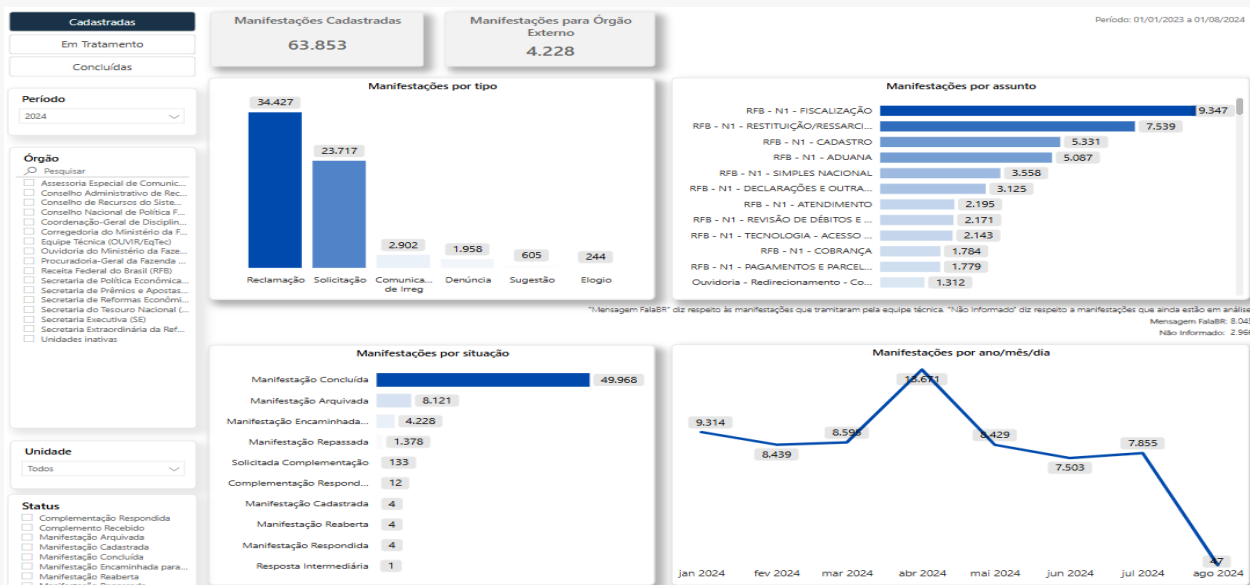 Cadastradas
Em Tratamento
Concluídas
Manifestações Cadastradas
63.853
Manifestações para Órgão
Externo
4.228
Período: 01/01/2023 a 01/08/2024
Período
2024
Órgão
Pesquisar
Assessoria Especial de Comunic...
Conselho Administrativo de Rec...
Conselho de Recursos do Siste...
Conselho Nacional de Política F...
Coordenação-Geral de Disciplin...
Corregedoria do Ministério da F...
Equipe Técnica (OUVIR/EqTec)
Ouvidoria do Ministério da Faze...
Procuradoria-Geral da Fazenda ...
Receita Federal do Brasil (RFB)
Secretaria de Política Econômica...
Secretaria de Prêmios e Apostas...
Secretaria de Reformas Econômi...
Secretaria do Tesouro Nacional (...
Secretaria Executiva (SE)
Secretaria Extraordinária da Ref...
Unidades inativas
Unidade
Todos
Status
Complementação Respondida
Complemento Recebido
Manifestação Arquivada
Manifestação Cadastrada
Manifestação Concluída
Manifestação Encaminhada para...
Manifestação Reaberta
Manifestações por tipo
34.427
23.717
2.902
1.958
605
244
Reclamação Solicitação Comunica... Denúncia Sugestão Elogio
de Irreg
Manifestações por assunto
RFB - N1 - FISCALIZAÇÃO 9.347
RFB - N1 - RESTITUIÇÃO/RESSARCI... 7.539
RFB - N1 - CADASTRO 5.331
RFB - N1 - ADUANA 5.087
RFB - N1 - SIMPLES NACIONAL 3.558
RFB - N1 - DECLARAÇÕES E OUTRA... 3.125
RFB - N1 - ATENDIMENTO 2.195
RFB - N1 - REVISÃO DE DÉBITOS E ... 2.171
RFB - N1 - TECNOLOGIA - ACESSO ... 2.143
RFB - N1 - COBRANÇA 1.784
RFB - N1 - PAGAMENTOS E PARCEL... 1.779
Ouvidoria - Redirecionamento - Co... 1.312
"Mensagem FalaBR" diz respeito às manifestações que tramitaram pela equipe técnica. "Não Informado" diz respeito a manifestações que ainda estão em análise
Mensagem FalaBR:
Não Informado:
Manifestações por situação
Manifestação Concluída 49.968
Manifestação Arquivada 8.121
Manifestação Encaminhada... 4.228
Manifestação Repassada 1.378
Solicitada Complementação 133
Complementação Respond... 12
Manifestação Cadastrada 4
Manifestação Reaberta 4
Manifestação Respondida 4
Resposta Intermediária 1
Manifestações por ano/mês/dia
9.314
8.439
13.671
8.429
7.503
7.855
47
jan 2024 fev 2024 mar 2024 abr 2024 mai 2024 jun 2024 jul 2024 ago 2024